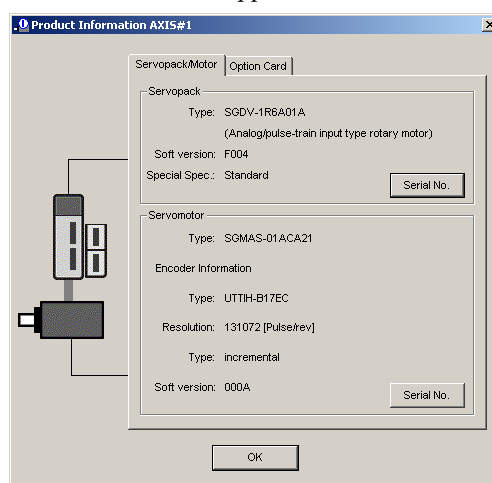 Product Information AXIS#1
Servopack/Motor Option Card
Servopack
Type: SGDV-1R6A01A
(Analog/pulse-train input type rotary motor)
Soft version: F004
Special Spec.: Standard
Serial No.
Servomotor
Type: SGMAS-01ACA21
Encoder Information
Type: UTTIH-B17EC
Resolution: 131072 [Pulse/rev]
Type: incremental
Soft version: 000A
Serial No.
OK